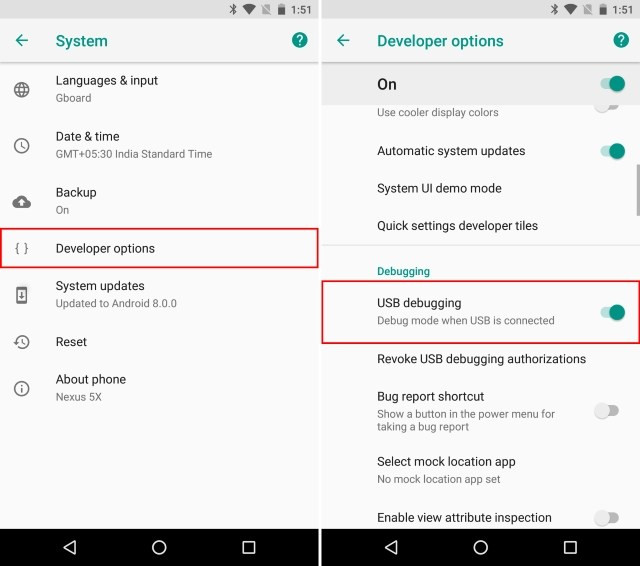 1:51
System
Languages & input
Gboard
Date & time
GMT+05:30 India Standard Time
Backup
On
{ } Developer options
System updates
Updated to Android 8.0.0
Reset
About phone
Nexus 5X
1:51
Developer options
On
Use cooler display colors
Automatic system updates
System UI demo mode
Quick settings developer tiles
Debugging
USB debugging
Debug mode when USB is connected
Revoke USB debugging authorizations
Bug report shortcut
Show a button in the power menu for
taking a bug report
Select mock location app
No mock location app set
Enable view attribute inspection